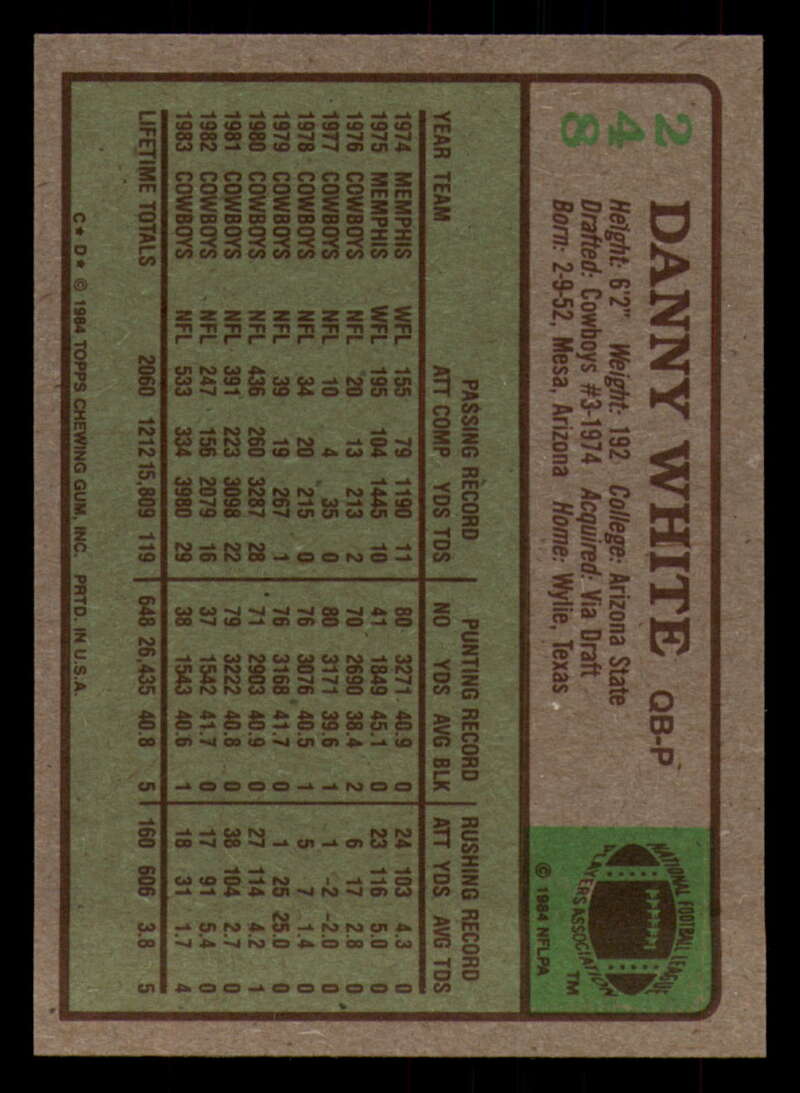 248
DANNY WHITE QB-P
Height: 6'2" Weight: 192 College: Arizona State
Drafted: Cowboys #3-1974 Acquired: Via Draft
Born: 2-9-52, Mesa, Arizona Home: Wylie, Texas
NATIONAL FOOTBALL LEAGUE
PLAYERS ASSOCIATION
TM
© 1984 NFLPA
PASSING RECORD PUNTING RECORD RUSHING RECORD
YEAR TEAM ATT COMP YDS TDS NO YDS AVG BLK ATT YDS AVG TDS
1974 MEMPHIS WFL 155 79 1190 11 80 3271 40.9 0 24 103 4.3 0
1975 MEMPHIS WFL 195 104 1445 10 41 1849 45.1 0 23 116 5.0 0
1976 COWBOYS NFL 20 13 213 2 70 2690 38.4 2 6 17 2.8 0
1977 COWBOYS NFL 10 4 35 0 80 3171 39.6 1 1 -2 -2.0 0
1978 COWBOYS NFL 34 20 215 0 76 3076 40.5 1 5 7 1.4 0
1979 COWBOYS NFL 39 19 267 1 76 3168 41.7 0 1 25 25.0 0
1980 COWBOYS NFL 436 260 3287 28 71 2903 40.9 0 27 114 4.2 1
1981 COWBOYS NFL 391 223 3098 22 79 3222 40.8 0 38 104 2.7 0
1982 COWBOYS NFL 247 156 2079 16 37 1542 41.7 0 17 91 5.4 0
1983 COWBOYS NFL 533 334 3980 29 38 1543 40.6 1 18 31 1.7 4
LIFETIME TOTALS 2060 1212 15,809 119 648 26,435 40.8 5 160 606 3.8 5
C★ D★ © 1984 TOPPS CHEWING GUM, INC. PRTD. IN U.S.A.